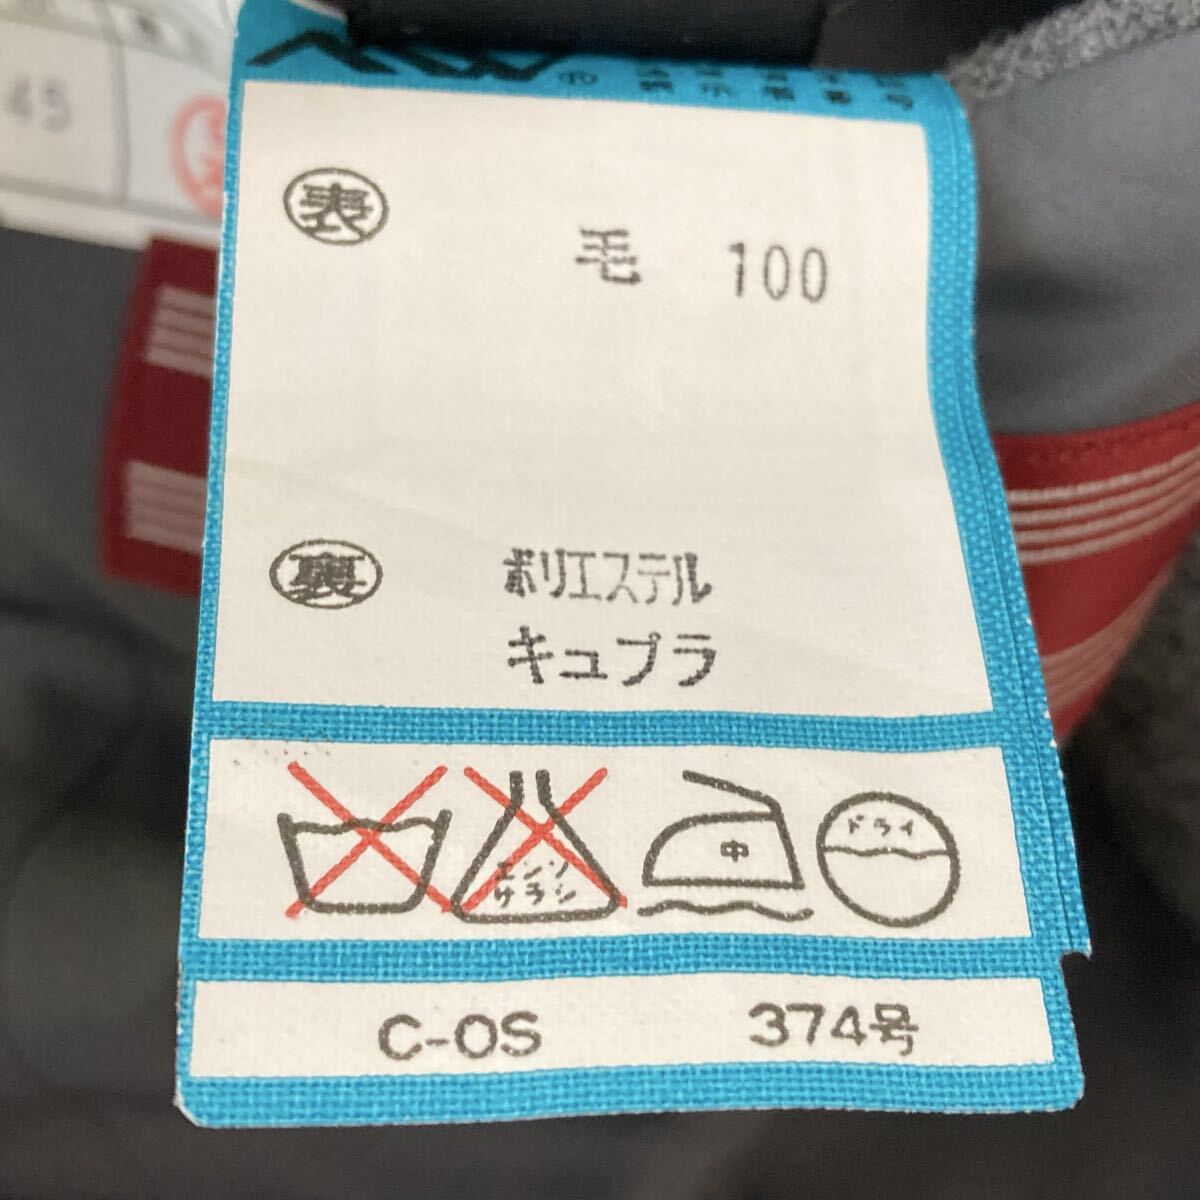 45
表 毛 100
裏 ポリエステル
キュプラ
エンソ
サラシ
中
ドライ
C-OS 374号